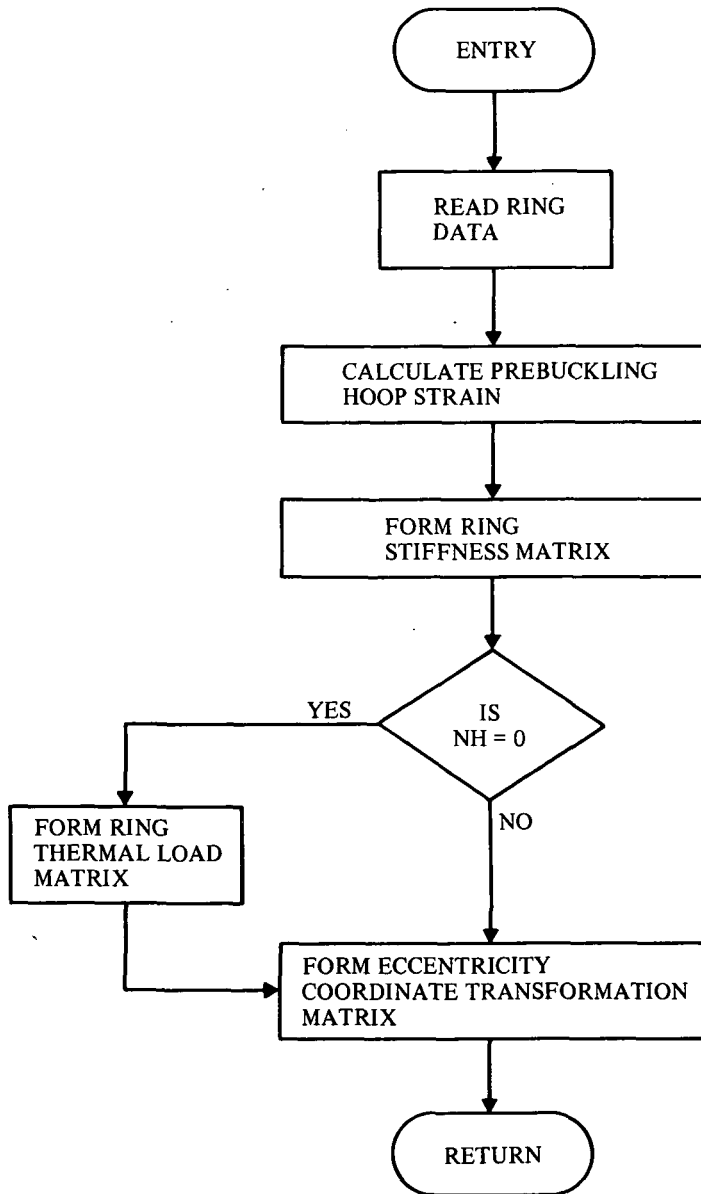 ENTRY
READ RING
DATA
CALCULATE PREBUCKLING
HOOP STRAIN
FORM RING
STIFFNESS MATRIX
IS
NH = 0
YES
NO
FORM RING
THERMAL LOAD
MATRIX
FORM ECCENTRICITY
COORDINATE TRANSFORMATION
MATRIX
RETURN